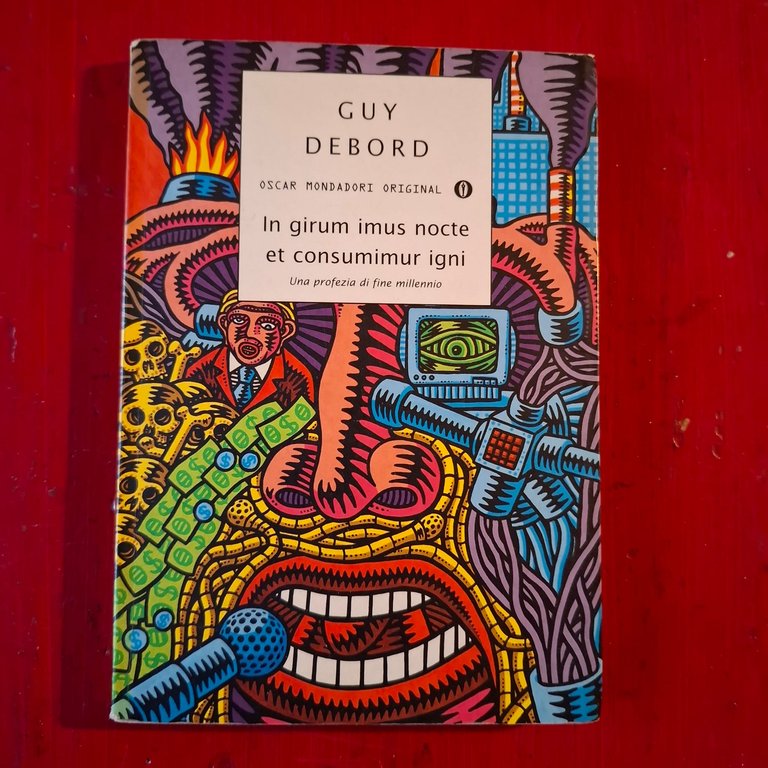 GUY
DEBORD
OSCAR MONDADORI ORIGINAL
In girum imus nocte
et consumimur igni
Una profezia di fine millennio